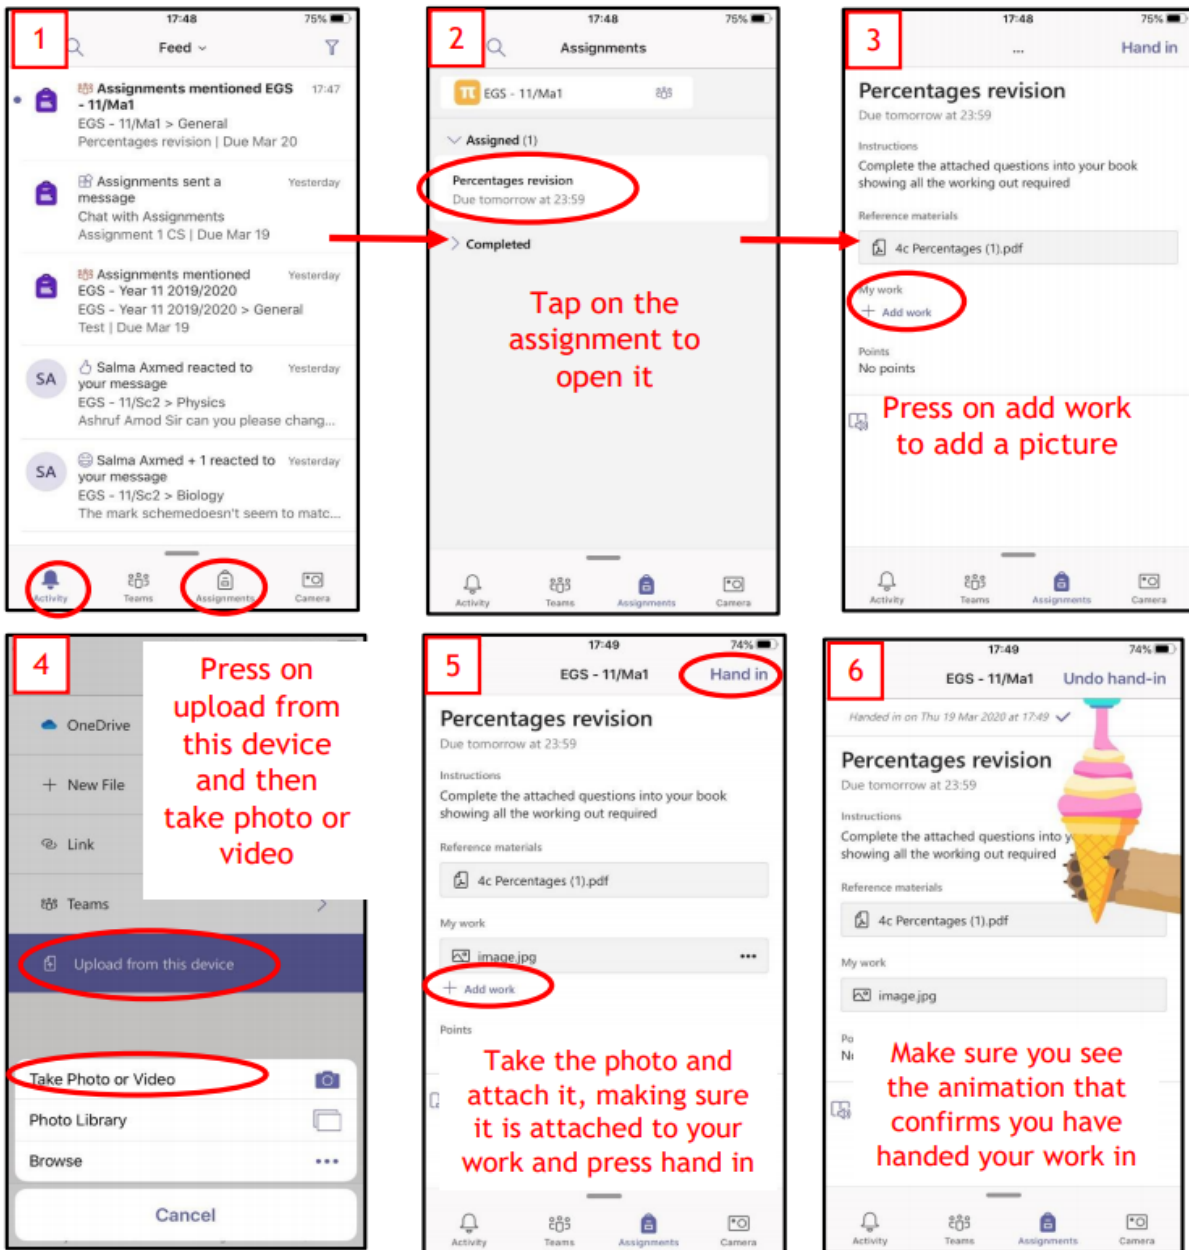 1
17:48
75%
Feed
Assignments mentioned EGS
17:47
- 11/Ma1
EGS - 11/Ma1 > General
Percentages revision | Due Mar 20
Assignments sent a
Yesterday
message
Chat with Assignments
Assignment 1 CS | Due Mar 19
Assignments mentioned
Yesterday
EGS - Year 11 2019/2020
EGS - Year 11 2019/2020 > General
Test | Due Mar 19
SA
Salma Axmed reacted to
Yesterday
your message
EGS - 11/Sc2 > Physics
Ashruf Amod Sir can you please chang...
SA
Salma Axmed + 1 reacted to
Yesterday
your message
EGS - 11/Sc2 > Biology
The mark schemedoesn't seem to matc...
Activity
Teams
Assignments
Camera
2
17:48
75%
Assignments
π
EGS - 11/Ma1
Assigned (1)
Percentages revision
Due tomorrow at 23:59
Completed
Tap on the
assignment to
open it
Activity
Teams
Assignments
Camera
3
17:48
75%
...
Hand in
Percentages revision
Due tomorrow at 23:59
Instructions
Complete the attached questions into your book
showing all the working out required
Reference materials
4c Percentages (1).pdf
My work
+ Add work
Points
No points
Press on add work
to add a picture
Activity
Teams
Assignments
Camera
4
Press on
upload from
this device
and then
take photo or
video
OneDrive
+ New File
Link
Teams
Upload from this device
Take Photo or Video
Photo Library
Browse
Cancel
5
17:49
74%
EGS - 11/Ma1
Hand in
Percentages revision
Due tomorrow at 23:59
Instructions
Complete the attached questions into your book
showing all the working out required
Reference materials
4c Percentages (1).pdf
My work
image.jpg
+ Add work
Points
Take the photo and
attach it, making sure
it is attached to your
work and press hand in
Activity
Teams
Assignments
Camera
6
17:49
74%
EGS - 11/Ma1
Undo hand-in
Handed in on Thu 19 Mar 2020 at 17:49
Percentages revision
Due tomorrow at 23:59
Instructions
Complete the attached questions into y
showing all the working out required
Reference materials
4c Percentages (1).pdf
My work
image.jpg
Po
Make sure you see
the animation that
confirms you have
handed your work in
Activity
Teams
Assignments
Camera